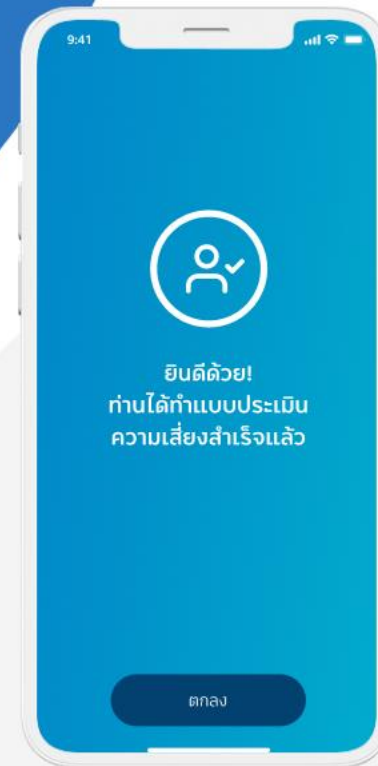 9:41
ยินดีด้วย!
ท่านได้ทำแบบประเมิน
ความเสี่ยงสำเร็จแล้ว
ตกลง